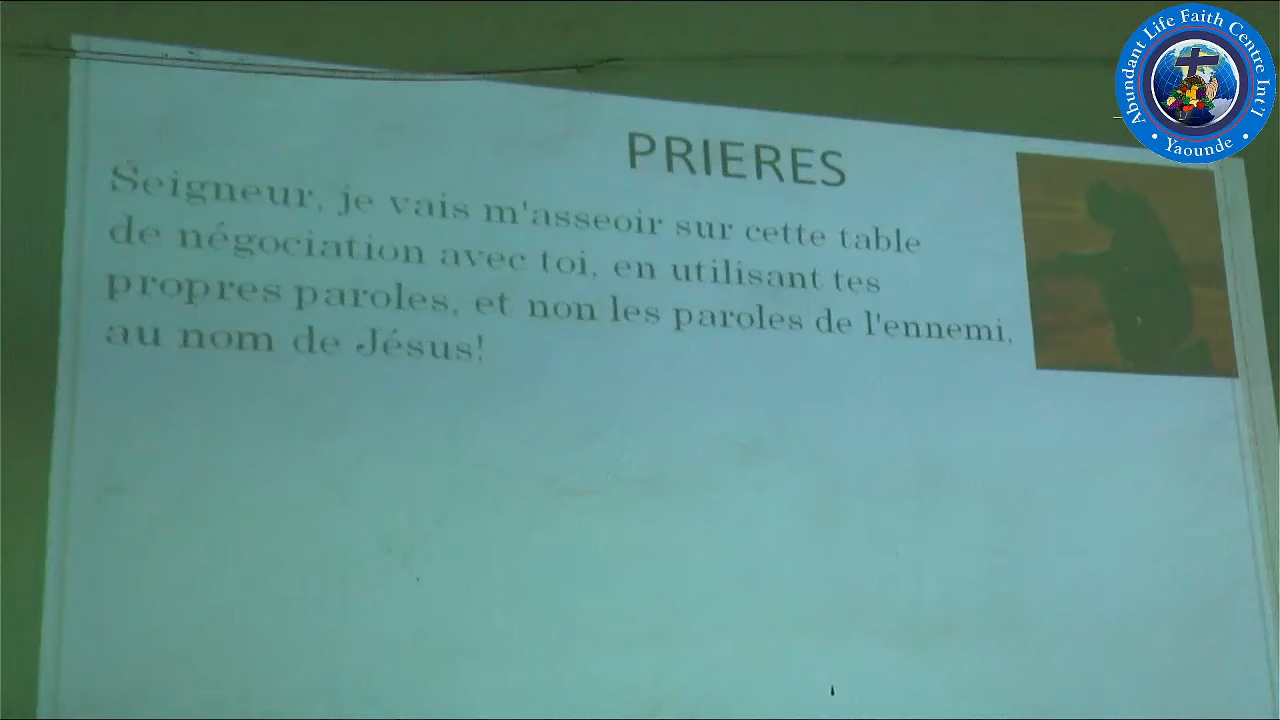 Abundant Life Faith Centre Int'l
• Yaounde •
PRIERES
Seigneur, je vais m'asseoir sur cette table
de négociation avec toi, en utilisant tes
propres paroles, et non les paroles de l'ennemi,
au nom de Jésus!